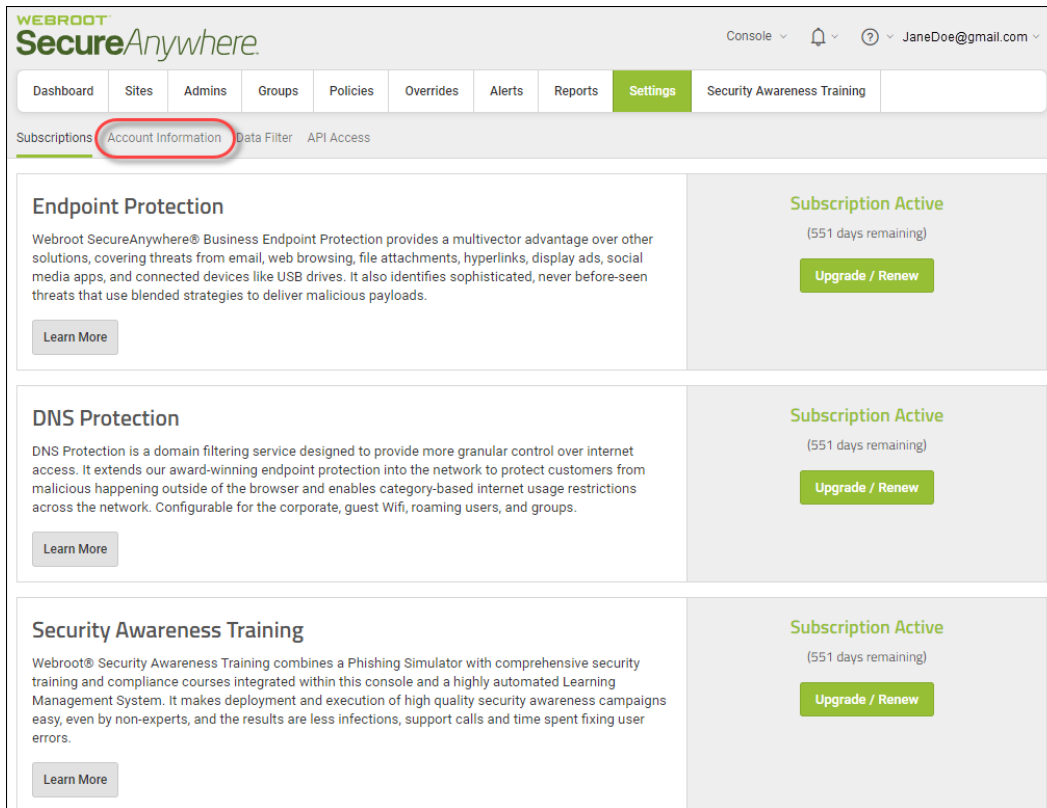 WEBROOT
SecureAnywhere.
Console JaneDoe@gmail.com
Dashboard Sites Admins Groups Policies Overrides Alerts Reports Settings Security Awareness Training
Subscriptions Account Information Data Filter API Access
Endpoint Protection
Webroot SecureAnywhere® Business Endpoint Protection provides a multivector advantage over other
solutions, covering threats from email, web browsing, file attachments, hyperlinks, display ads, social
media apps, and connected devices like USB drives. It also identifies sophisticated, never before-seen
threats that use blended strategies to deliver malicious payloads.
Learn More
Subscription Active
(551 days remaining)
Upgrade / Renew
DNS Protection
DNS Protection is a domain filtering service designed to provide more granular control over internet
access. It extends our award-winning endpoint protection into the network to protect customers from
malicious happening outside of the browser and enables category-based internet usage restrictions
across the network. Configurable for the corporate, guest Wifi, roaming users, and groups.
Learn More
Subscription Active
(551 days remaining)
Upgrade / Renew
Security Awareness Training
Webroot® Security Awareness Training combines a Phishing Simulator with comprehensive security
training and compliance courses integrated within this console and a highly automated Learning
Management System. It makes deployment and execution of high quality security awareness campaigns
easy, even by non-experts, and the results are less infections, support calls and time spent fixing user
errors.
Learn More
Subscription Active
(551 days remaining)
Upgrade / Renew